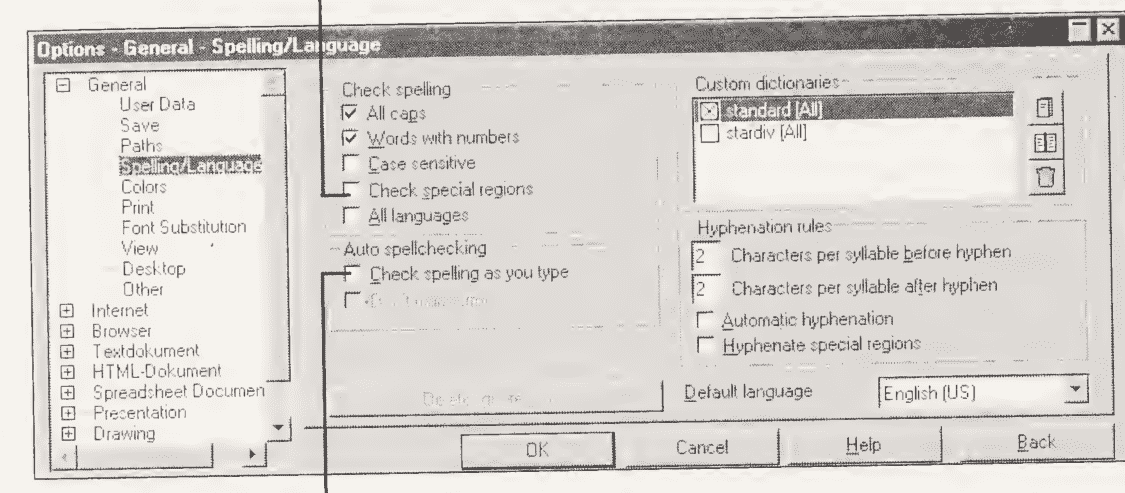 Options - General - Spelling/Language
General
User Data
Save
Paths
Spelling/Language
Colors
Print
Font Substitution
View
Desktop
Other
Internet
Browser
Textdokument
HTML-Dokument
Spreadsheet Documen
Presentation
Drawing
Check spelling
All caps
Words with numbers
Case sensitive
Check special regions
All languages
Auto spellchecking
Check spelling as you type
Custom dictionaries
standard [All]
stardiv [All]
Hyphenation rules
2 Characters per syllable before hyphen
2 Characters per syllable after hyphen
Automatic hyphenation
Hyphenate special regions
Default language English (US)
OK Cancel Help Back